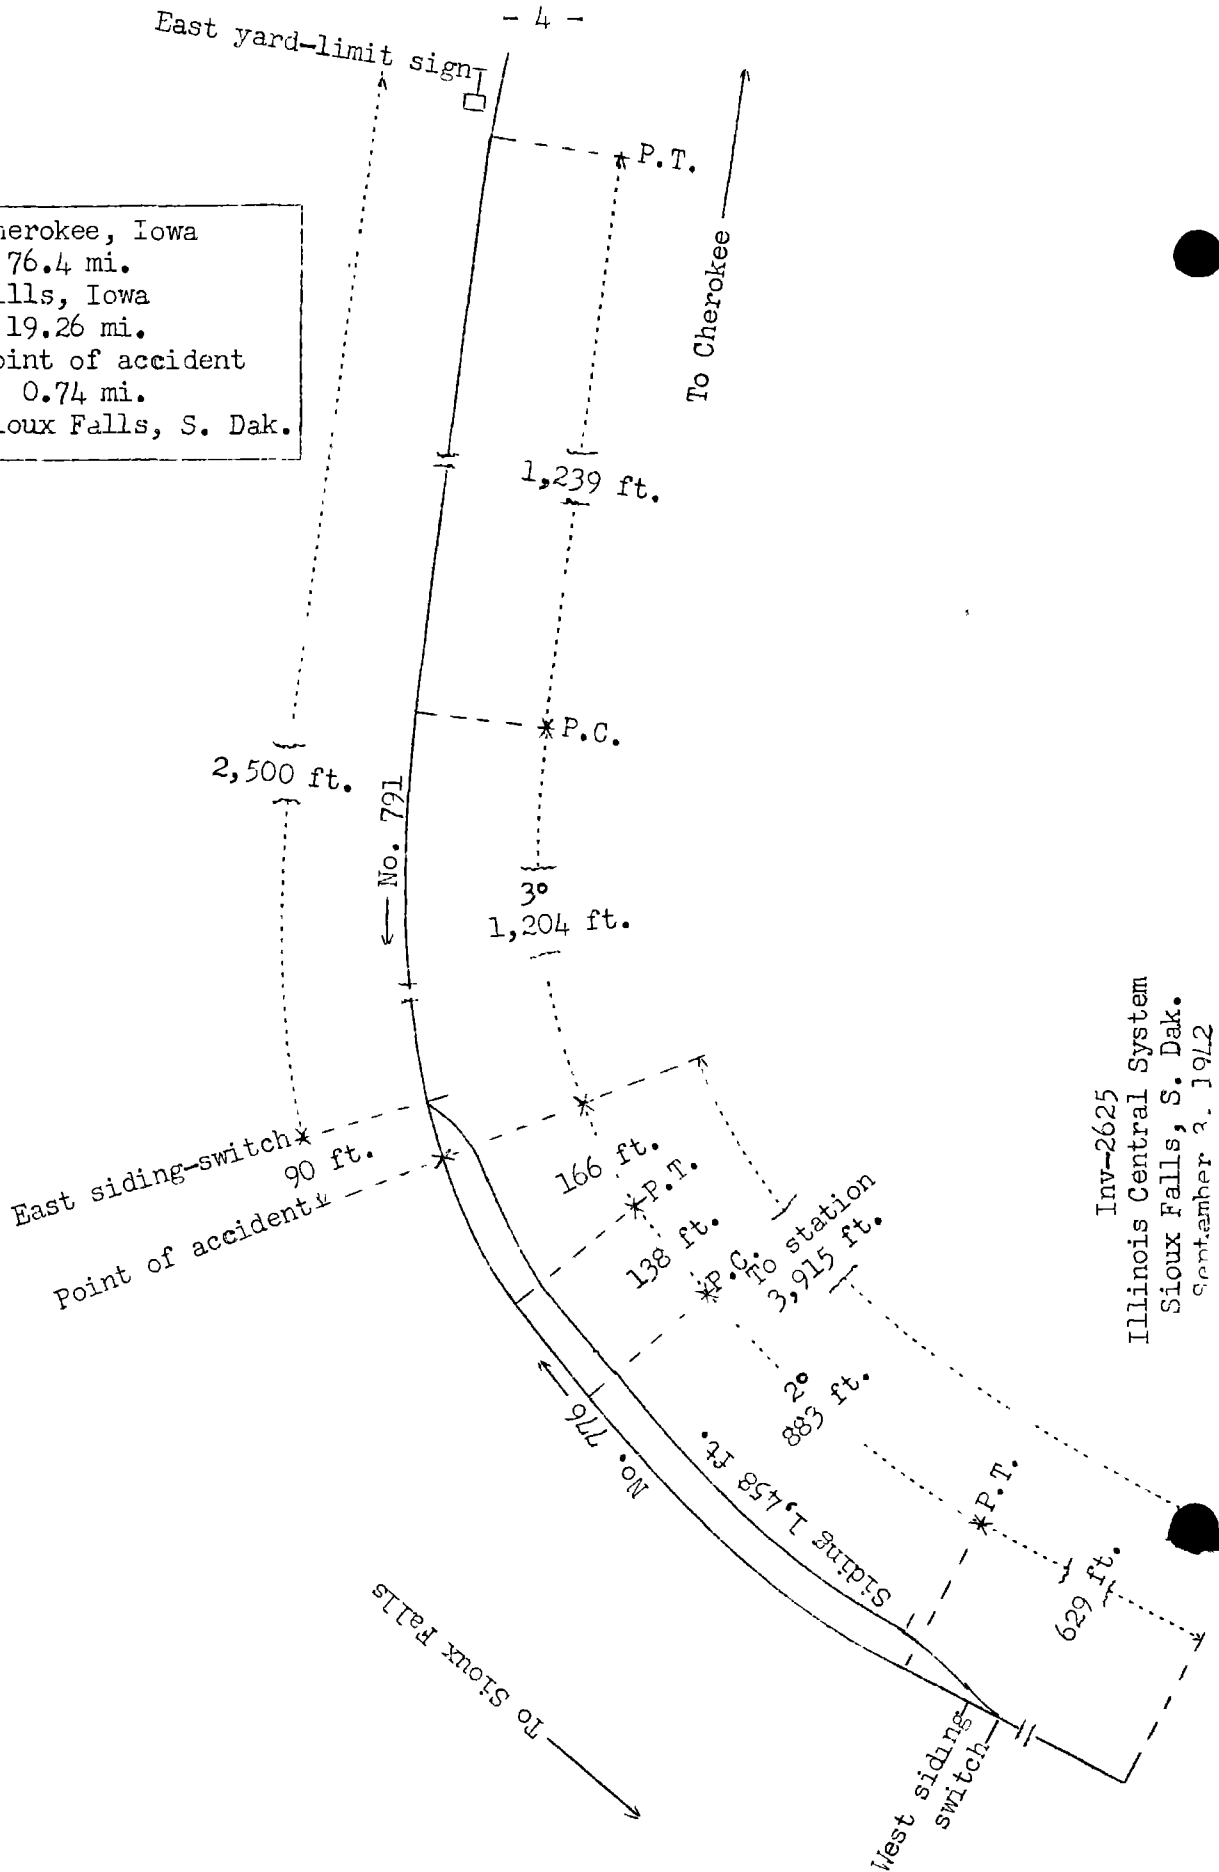 - 4 -
East yard-limit sign
P.T.
herokee, Iowa
76.4 mi.
lls, Iowa
19.26 mi.
oint of accident
0.74 mi.
ioux Falls, S. Dak.
To Cherokee
1,239 ft.
P.C.
2,500 ft.
No. 791
3°
1,204 ft.
East siding-switch
90 ft.
Point of accident
166 ft.
P.T.
138 ft.
P.C.
To station
3,915 ft.
2°
883 ft.
No. 776
Siding 1,458 ft.
P.T.
629 ft.
To Sioux Falls
West siding
switch
Inv-2625
Illinois Central System
Sioux Falls, S. Dak.
September 3, 1942